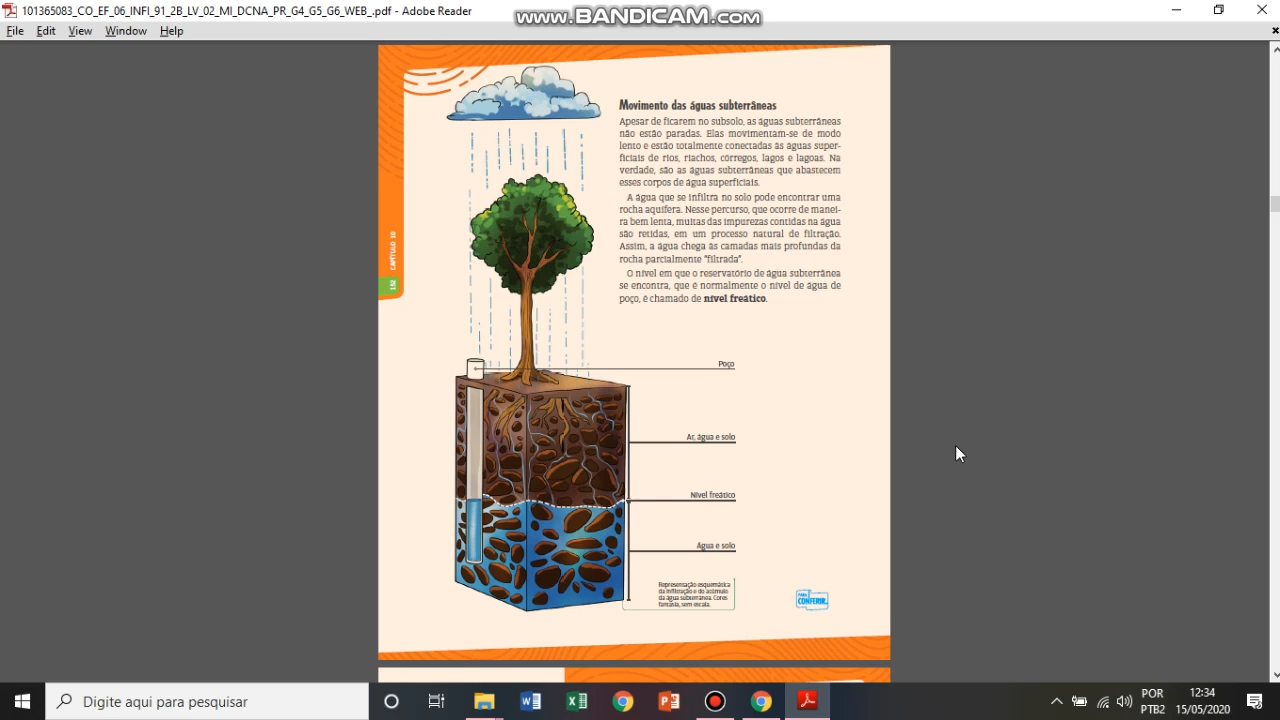 101365083_CO_EF_06_INFI_91_2B_LV_02_MI_DCNA_PR_G4_G5_G6_WEB_.pdf - Adobe Reader
www.BANDICAM.com
File Edit View Window Help
Movimento das águas subterrâneas
Apesar de ficarem no subsolo, as águas subterrâneas
não estão paradas. Elas movimentam-se de modo
lento e estão totalmente conectadas às águas super-
ficiais de rios, riachos, córregos, lagos e lagoas. Na
verdade, são as águas subterrâneas que abastecem
esses corpos de água superficiais.
A água que se infiltra no solo pode encontrar uma
rocha aquífera. Nesse percurso, que ocorre de manei-
ra bem lenta, muitas das impurezas contidas na água
são retidas, em um processo natural de filtração.
Assim, a água chega às camadas mais profundas da
rocha parcialmente "filtrada".
O nível em que o reservatório de água subterrânea
se encontra, que é normalmente o nível de água de
poço, é chamado de nível freático.
CAPÍTULO 10
152
Poço
Ar, água e solo
Nível freático
Água e solo
Representação esquemática
da infiltração e do acúmulo
da água subterrânea. Cores
fantasia, sem escala.
PARA
CONFERIR
Digite aqui para pesquisar
POR
PTB2
12:34
15/05/2020